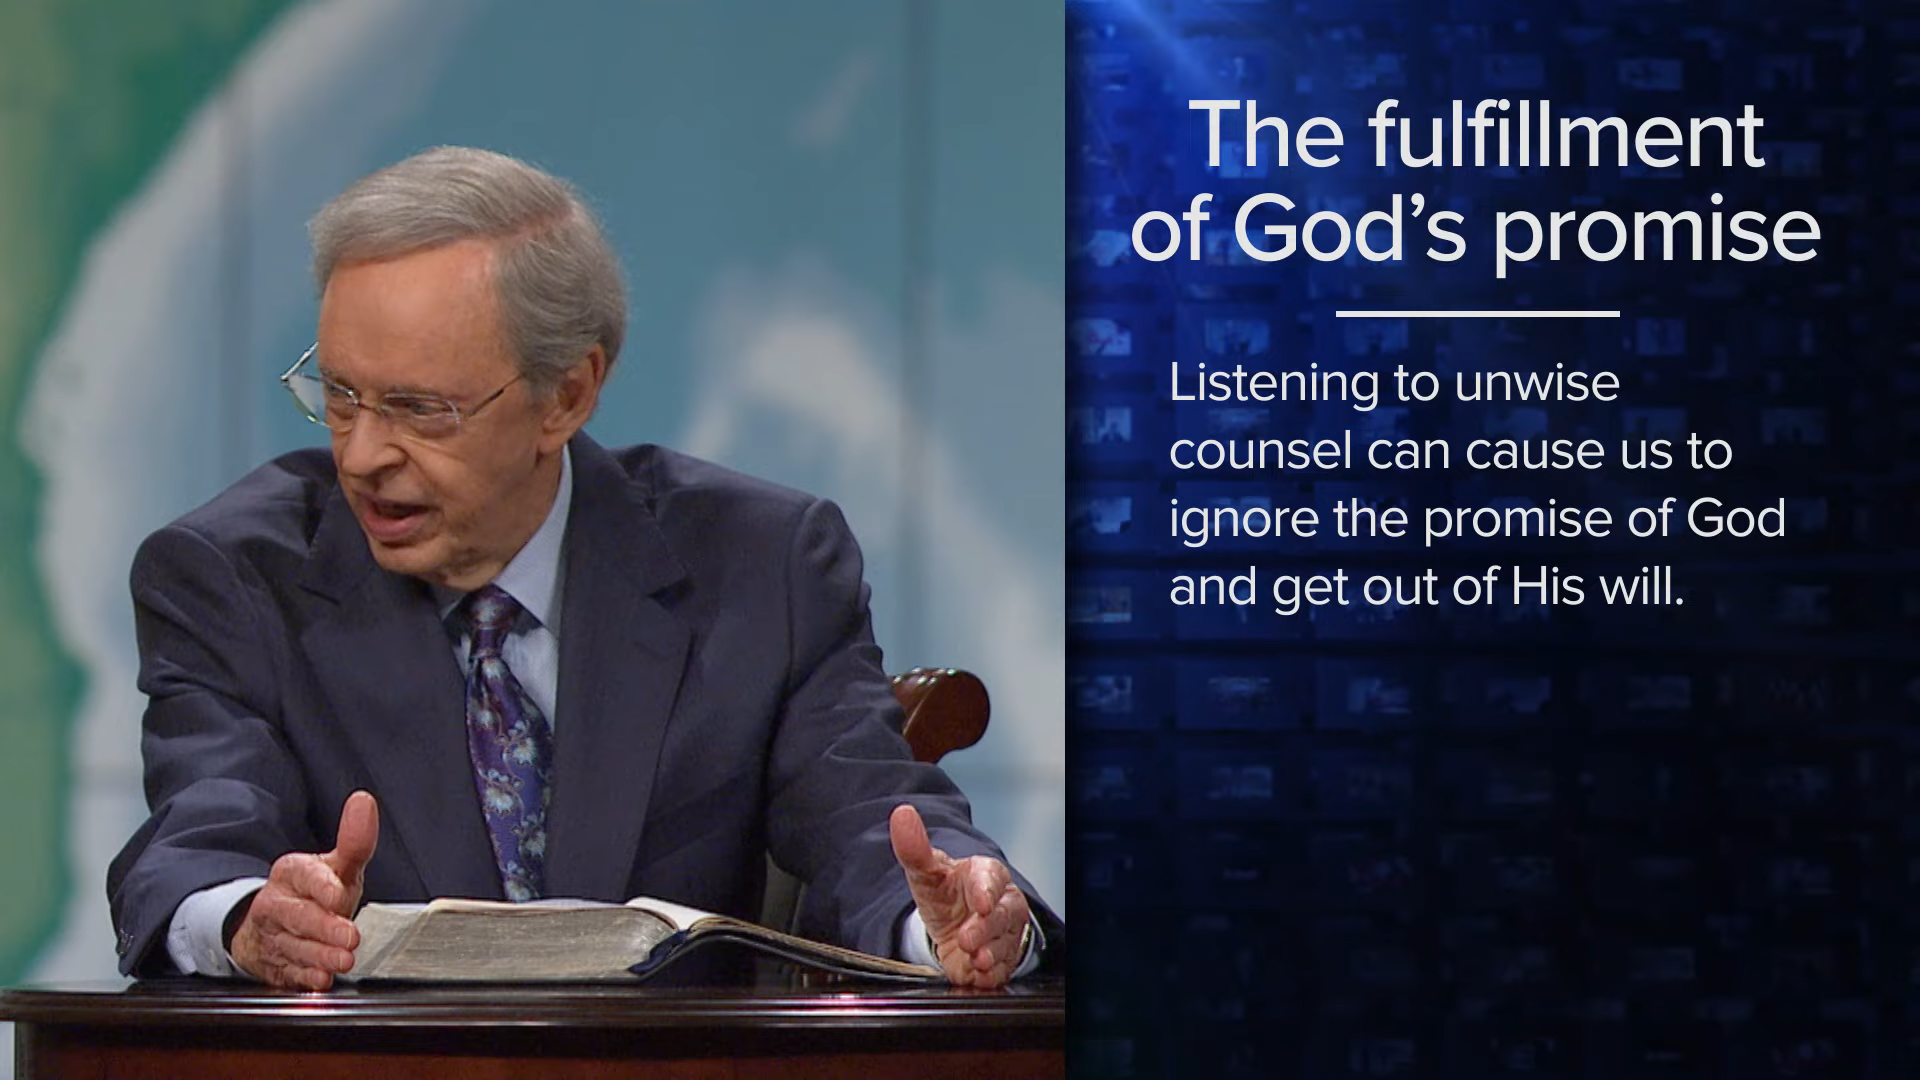 The fulfillment
of God’s promise
Listening to unwise
counsel can cause us to
ignore the promise of God
and get out of His will.